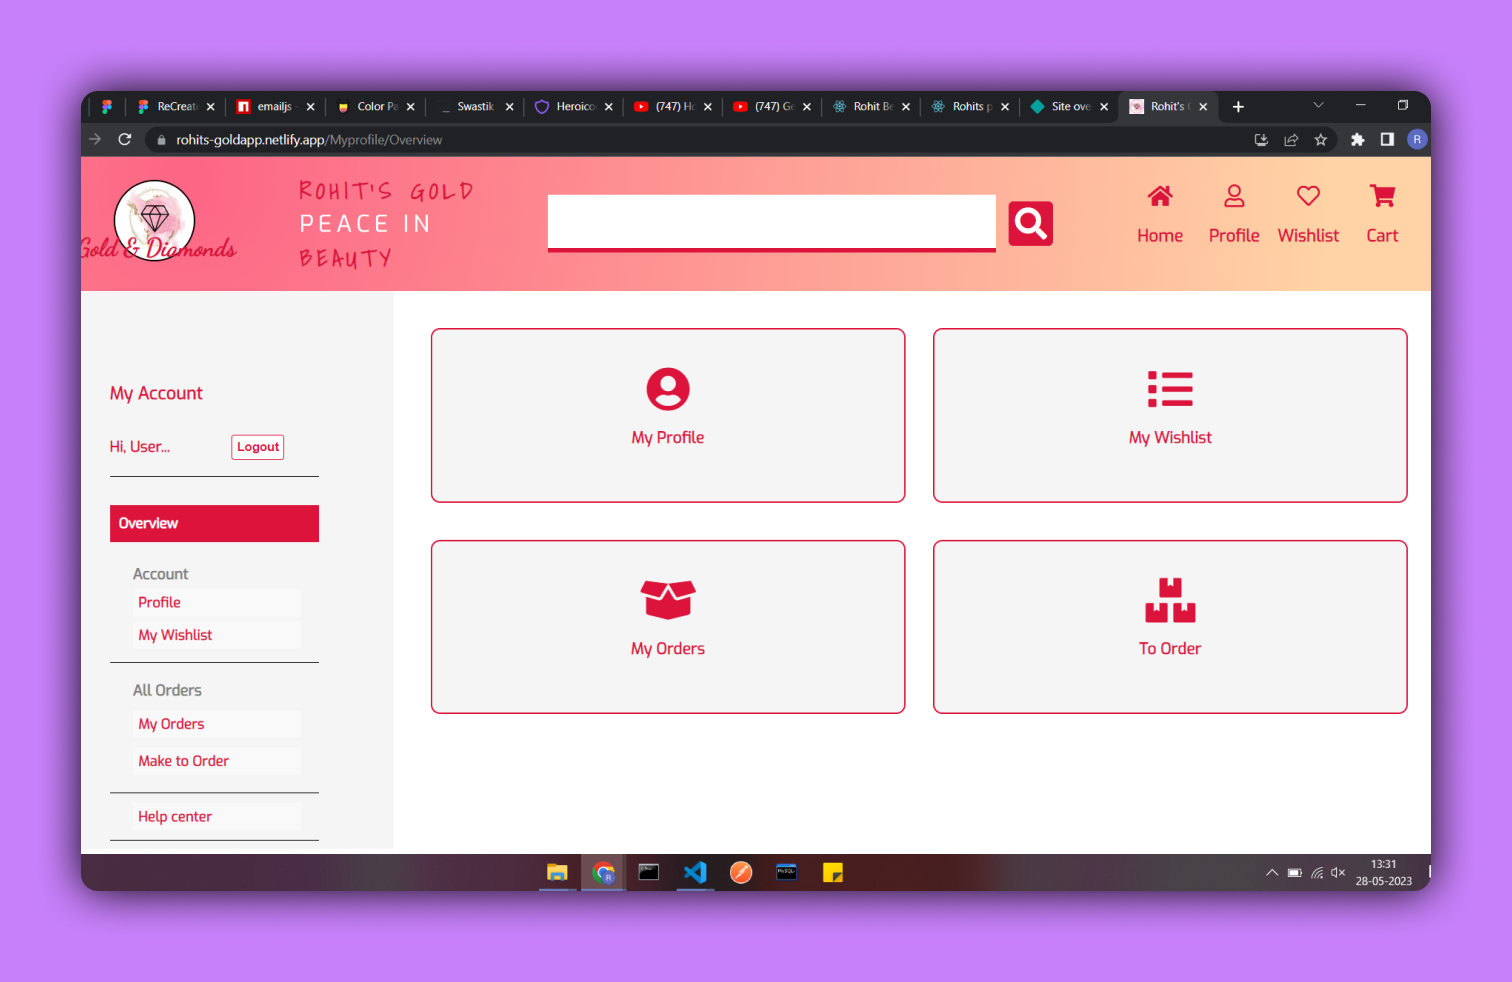 ReCreat emailjs Color Pa Swastik Heroico (747) Ho (747) Ge Rohit Be Rohits p Site ove Rohit's
rohits-goldapp.netlify.app/Myprofile/Overview
R
Gold & Diamonds
ROHIT'S GOLD
PEACE IN
BEAUTY
Home Profile Wishlist Cart
My Account
Hi, User... Logout
Overview
Account
Profile
My Wishlist
All Orders
My Orders
Make to Order
Help center
My Profile
My Wishlist
My Orders
To Order
13:31
28-05-2023